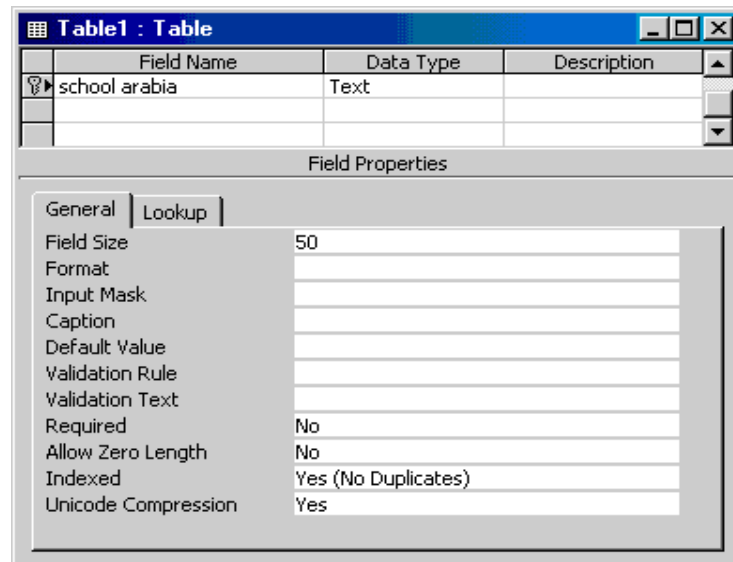 Table1 : Table
Field Name Data Type Description
school arabia Text
Field Properties
General Lookup
Field Size 50
Format
Input Mask
Caption
Default Value
Validation Rule
Validation Text
Required No
Allow Zero Length No
Indexed Yes (No Duplicates)
Unicode Compression Yes